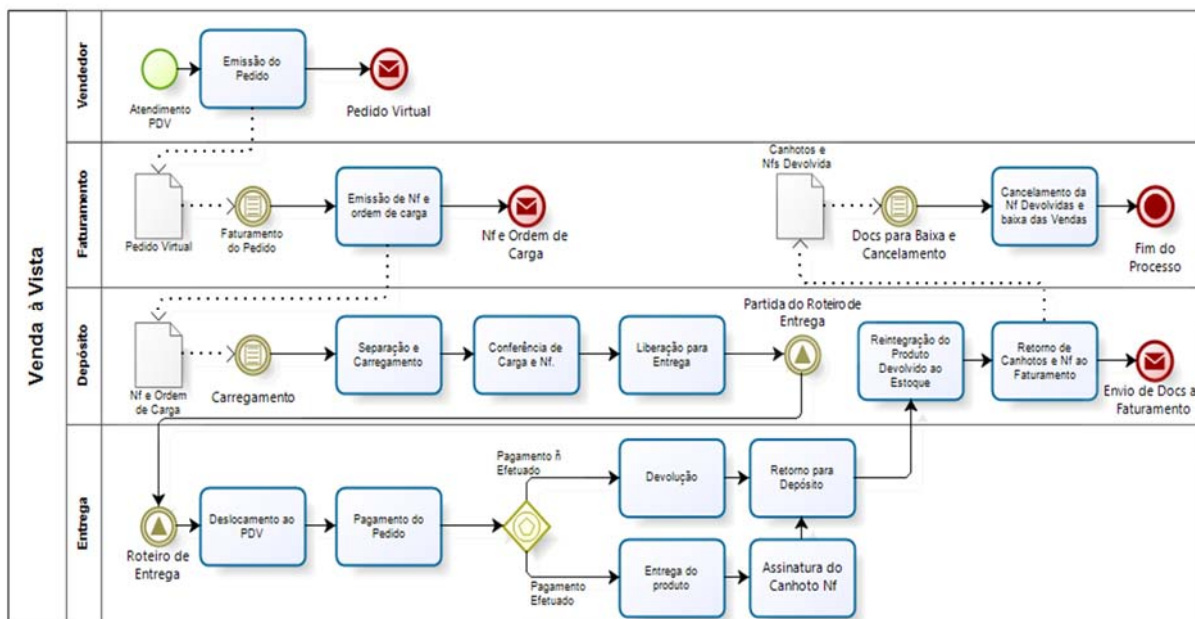 Venda à Vista
Vendedor
Atendimento
PDV
Emissão do
Pedido
Pedido Virtual
Faturamento
Pedido Virtual
Faturamento
do Pedido
Emissão de Nf e
ordem de carga
Nf e Ordem de
Carga
Canhotos e
Nfs Devolvida
Docs para Baixa e
Cancelamento
Cancelamento da
Nf Devolvidas e
baixa das Vendas
Fim do
Processo
Depósito
Nf e Ordem
de Carga
Carregamento
Separação e
Carregamento
Conferência de
Carga e Nf.
Liberação para
Entrega
Partida do Roteiro de
Entrega
Reintegração do
Produto
Devolvido ao
Estoque
Retorno de
Canhotos e Nf ao
Faturamento
Envio de Docs a
Faturamento
Entrega
Roteiro de
Entrega
Deslocamento ao
PDV
Pagamento do
Pedido
Pagamento ñ
Efetuado
Devolução
Retorno para
Depósito
Pagamento
Efetuado
Entrega do
produto
Assinatura do
Canhoto Nf